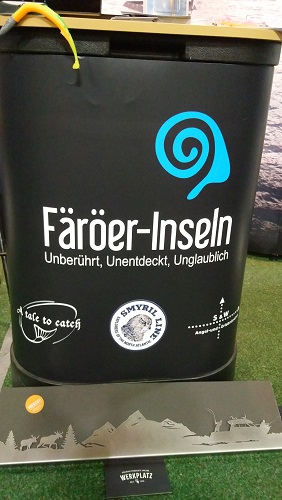 Färöer-Inseln
Unberührt, Unentdeckt, Unglaublich
A tale to catch
SMYRIL LINE
S W
WERKPLATZ